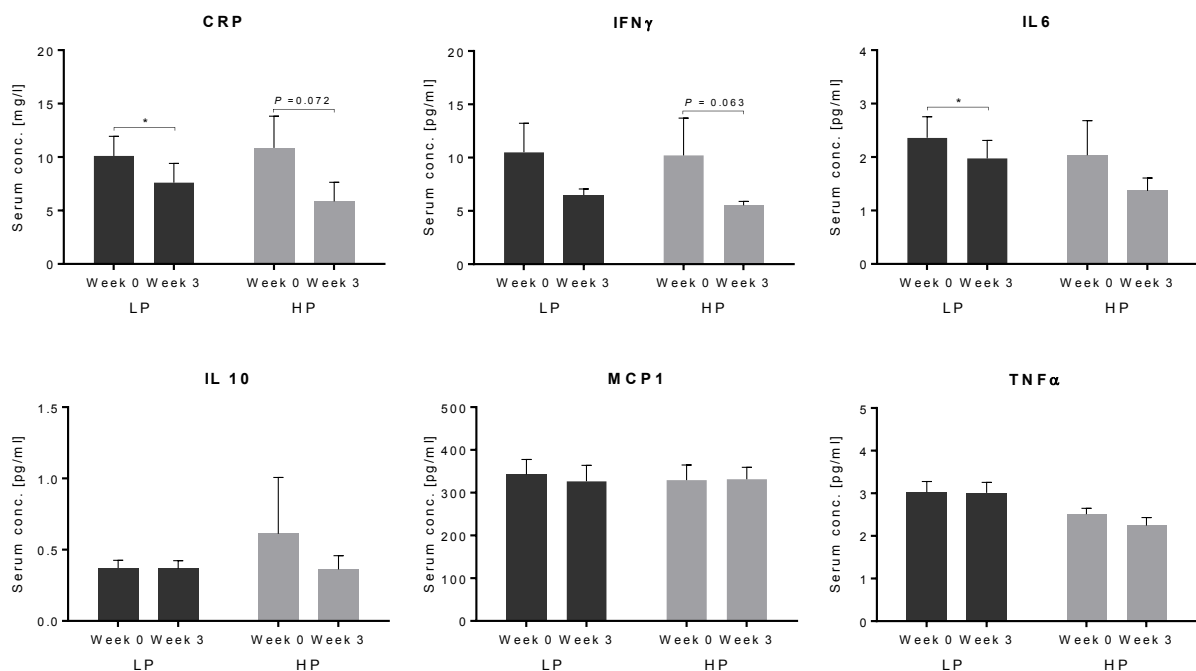 CRP
Serum conc. [mg/l]
20
15
10
5
0
*
P =0.072
Week 0 Week 3 Week 0 Week 3
LP HP
IFNγ
Serum conc. [pg/ml]
20
15
10
5
0
P = 0.063
Week 0 Week 3 Week 0 Week 3
LP HP
IL6
Serum conc. [pg/ml]
4
3
2
1
0
*
Week 0 Week 3 Week 0 Week 3
LP HP
IL 10
Serum conc. [pg/ml]
1.5
1.0
0.5
0.0
Week 0 Week 3 Week 0 Week 3
LP HP
MCP1
Serum conc. [pg/ml]
500
400
300
200
100
0
Week 0 Week 3 Week 0 Week 3
LP HP
TNFα
Serum conc. [pg/ml]
5
4
3
2
1
0
Week 0 Week 3 Week 0 Week 3
LP HP